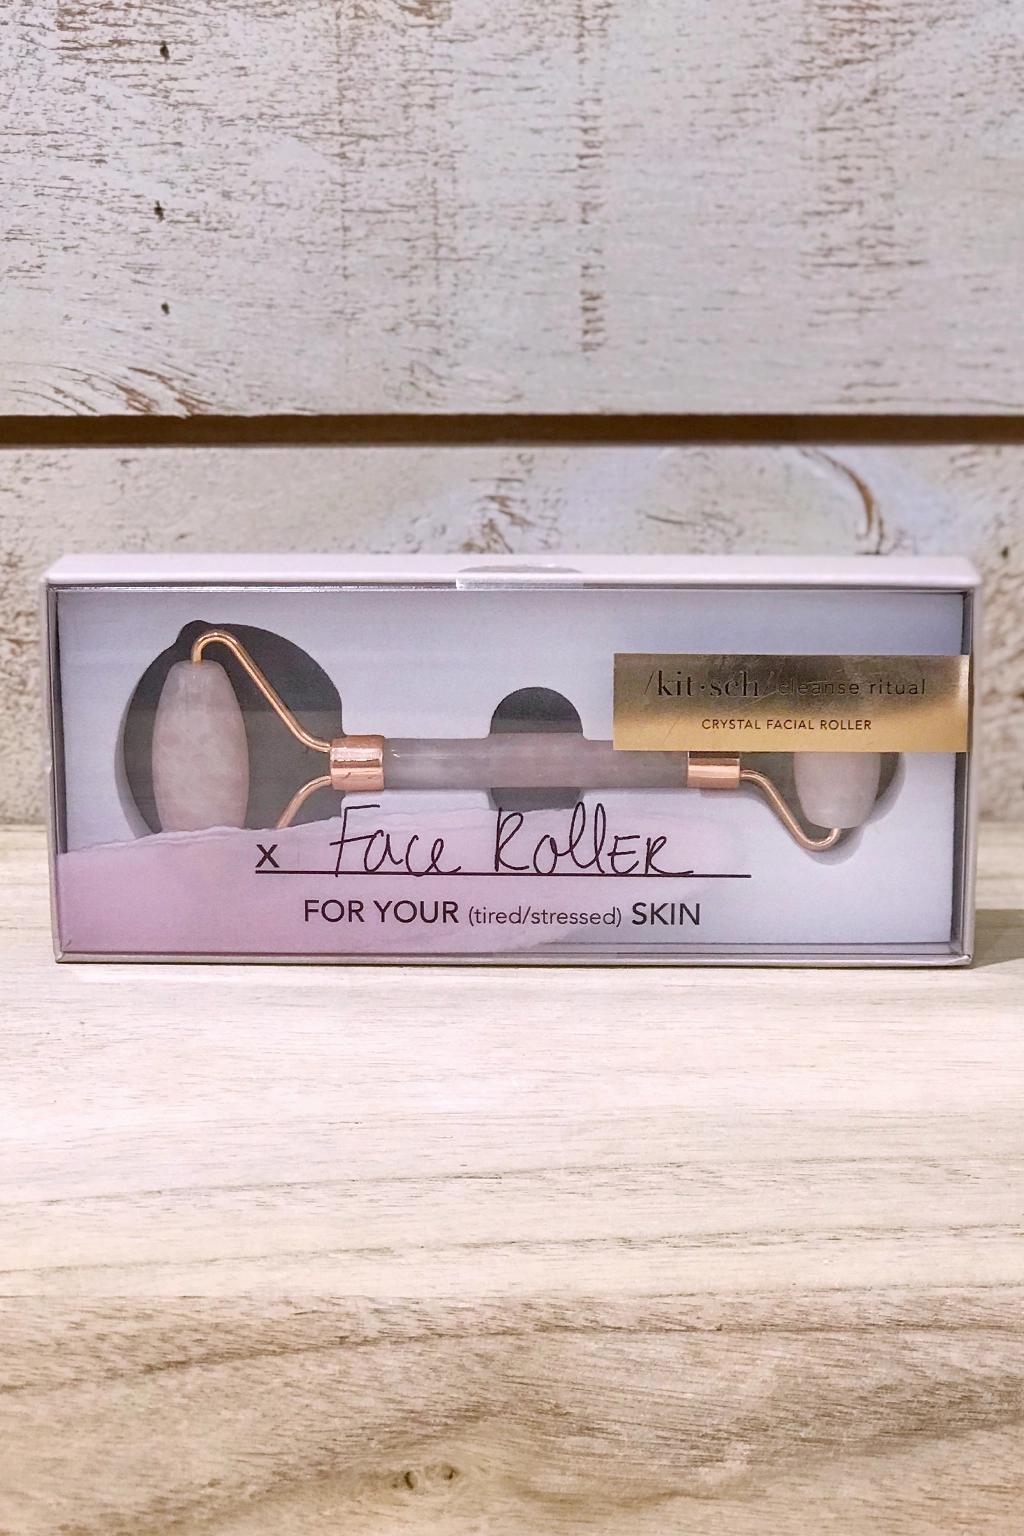 /kit·sch/ cleanse ritual
CRYSTAL FACIAL ROLLER
x Face RollER
FOR YOUR (tired/stressed) SKIN